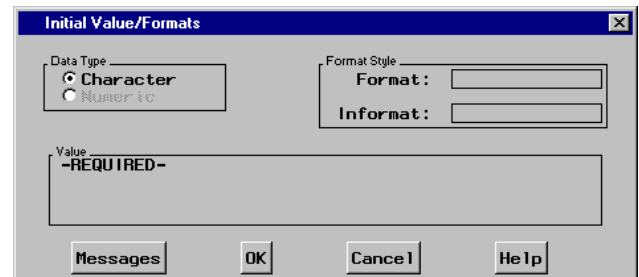 Initial Value/Formats
Data Type
Character
Numeric
Format Style
Format:
Informat:
Value
-REQUIRED-
Messages
OK
Cancel
Help